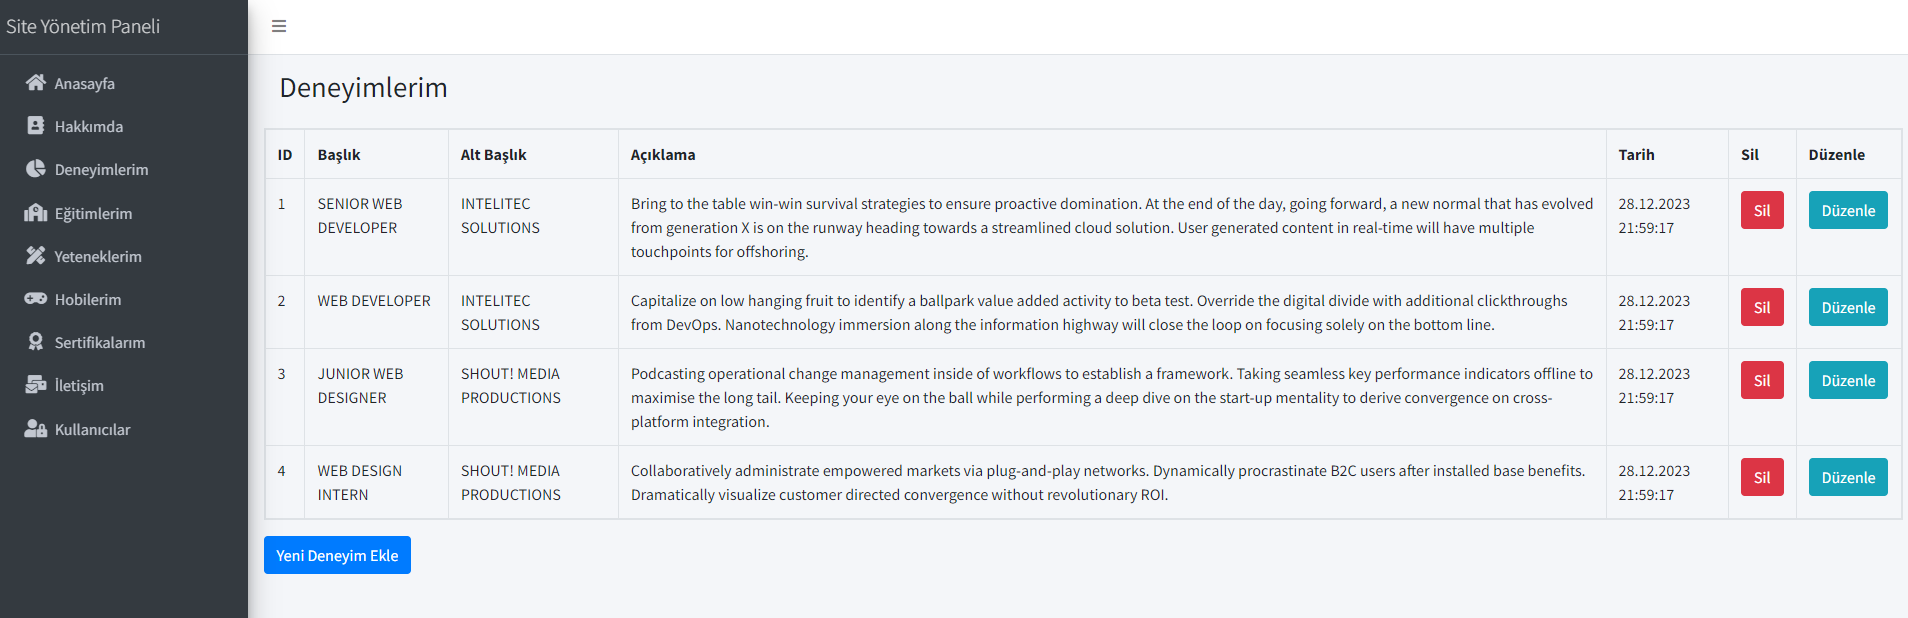 Site Yönetim Paneli
Anasayfa
Hakkımda
Deneyimlerim
Eğitimlerim
Yeteneklerim
Hobilerim
Sertifikalarım
İletişim
Kullanıcılar
Deneyimlerim
ID Başlık Alt Başlık Açıklama Tarih Sil Düzenle
1
SENIOR WEB
DEVELOPER
INTELITEC
SOLUTIONS
Bring to the table win-win survival strategies to ensure proactive domination. At the end of the day, going forward, a new normal that has evolved
from generation X is on the runway heading towards a streamlined cloud solution. User generated content in real-time will have multiple
touchpoints for offshoring.
28.12.2023
21:59:17
Sil
Düzenle
2
WEB DEVELOPER
INTELITEC
SOLUTIONS
Capitalize on low hanging fruit to identify a ballpark value added activity to beta test. Override the digital divide with additional clickthroughs
from DevOps. Nanotechnology immersion along the information highway will close the loop on focusing solely on the bottom line.
28.12.2023
21:59:17
Sil
Düzenle
3
JUNIOR WEB
DESIGNER
SHOUT! MEDIA
PRODUCTIONS
Podcasting operational change management inside of workflows to establish a framework. Taking seamless key performance indicators offline to
maximise the long tail. Keeping your eye on the ball while performing a deep dive on the start-up mentality to derive convergence on cross-
platform integration.
28.12.2023
21:59:17
Sil
Düzenle
4
WEB DESIGN
INTERN
SHOUT! MEDIA
PRODUCTIONS
Collaboratively administrate empowered markets via plug-and-play networks. Dynamically procrastinate B2C users after installed base benefits.
Dramatically visualize customer directed convergence without revolutionary ROI.
28.12.2023
21:59:17
Sil
Düzenle
Yeni Deneyim Ekle